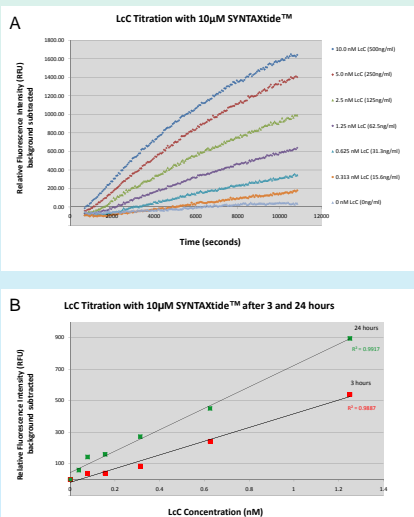 A
LcC Titration with 10µM SYNTAXtide™
Relative Fluorescence Intensity (RFU)
background subtracted
1800.00
1600.00
1400.00
1200.00
1000.00
800.00
600.00
400.00
200.00
0.00
0
2000
4000
6000
8000
10000
12000
Time (seconds)
10.0 nM LcC (500ng/ml)
5.0 nM LcC (250ng/ml)
2.5 nM LcC (125ng/ml)
1.25 nM LcC (62.5ng/ml)
0.625 nM LcC (31.3ng/ml)
0.313 nM LcC (15.6ng/ml)
0 nM LcC (0ng/ml)
B
LcC Titration with 10µM SYNTAXtide™ after 3 and 24 hours
Relative Fluorescence Intensity (RFU)
background subtracted
900
700
500
300
100
-100
24 hours
R² = 0.9917
3 hours
R² = 0.9887
0
0.2
0.4
0.6
0.8
1
1.2
1.4
LcC Concentration (nM)